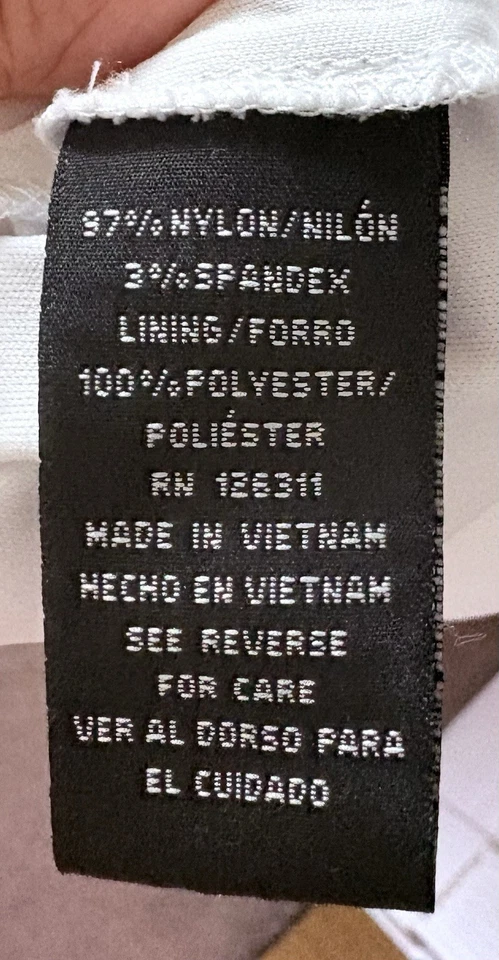 97% NYLON/NILÓN
3% SPANDEX
LINING/FORRO
100% POLYESTER/
POLIÉSTER
RN 126311
MADE IN VIETNAM
HECHO EN VIETNAM
SEE REVERSE
FOR CARE
VER AL DORSO PARA
EL CUIDADO